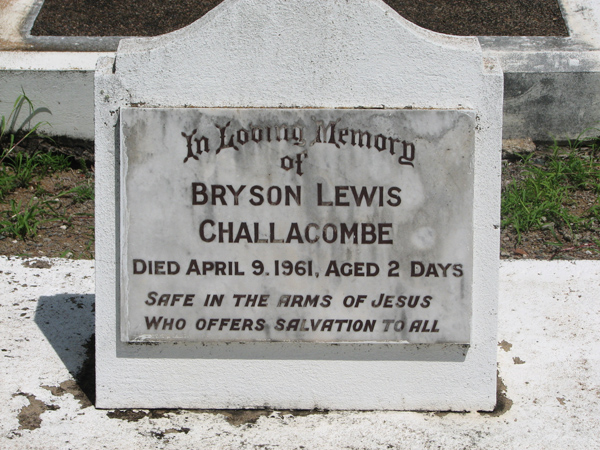 In Loving Memory
of
BRYSON LEWIS
CHALLACOMBE
DIED APRIL 9.1961, AGED 2 DAYS
SAFE IN THE ARMS OF JESUS
WHO OFFERS SALVATION TO ALL